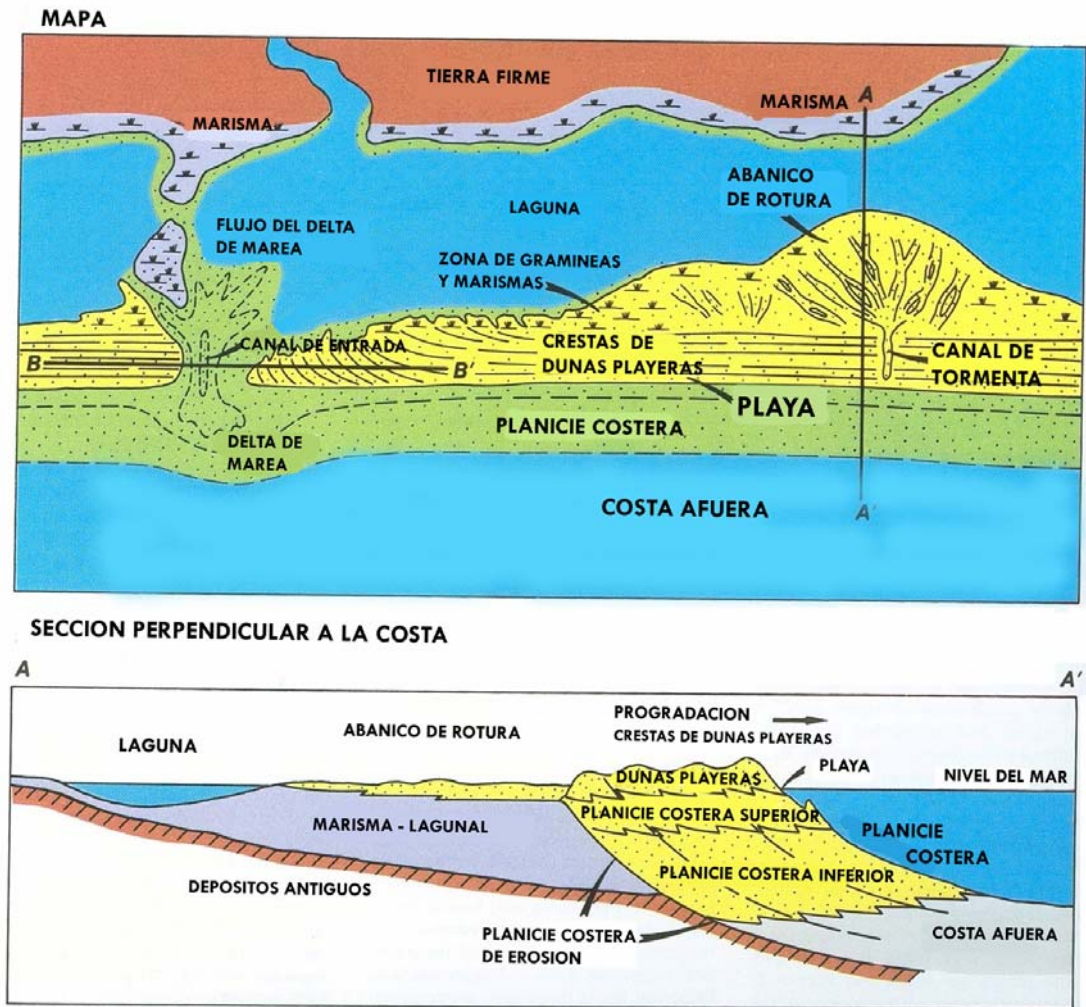 MAPA
TIERRA FIRME
MARISMA
MARISMA
A
ABANICO
DE ROTURA
LAGUNA
FLUJO DEL DELTA
DE MAREA
ZONA DE GRAMINEAS
Y MARISMAS
CANAL DE ENTRADA
CRESTAS DE
DUNAS PLAYERAS
CANAL DE
TORMENTA
B
B'
PLAYA
PLANICIE COSTERA
DELTA DE
MAREA
COSTA AFUERA
A'
SECCION PERPENDICULAR A LA COSTA
A
A'
PROGRADACION
CRESTAS DE DUNAS PLAYERAS
ABANICO DE ROTURA
LAGUNA
PLAYA
NIVEL DEL MAR
DUNAS PLAYERAS
PLANICIE COSTERA SUPERIOR
MARISMA - LAGUNAL
PLANICIE
COSTERA
PLANICIE COSTERA INFERIOR
DEPOSITOS ANTIGUOS
PLANICIE COSTERA
DE EROSION
COSTA AFUERA